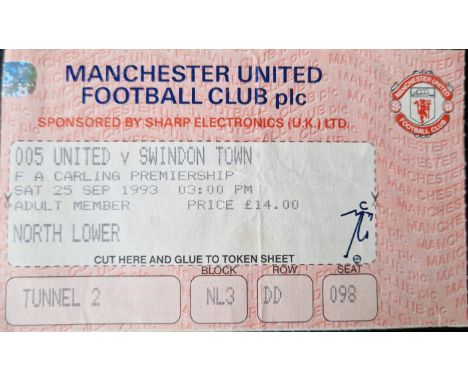 MANCHESTER UNITED
FOOTBALL CLUB plc
SPONSORED BY SHARP ELECTRONICS (U.K.) LTD.
005 UNITED v SWINDON TOWN
F A CARLING PREMIERSHIP
SAT 25 SEP 1993 03:00 PM
ADULT MEMBER PRICE £14.00
NORTH LOWER
CUT HERE AND GLUE TO TOKEN SHEET
BLOCK ROW SEAT
TUNNEL 2 NL3 DD 098